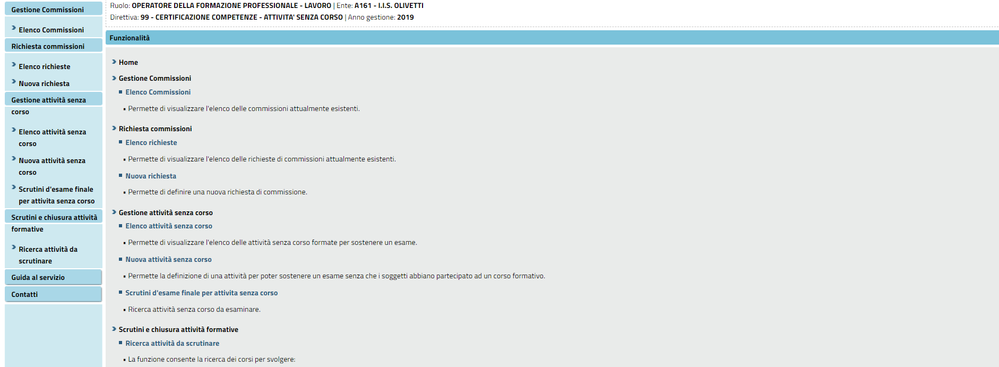 Gestione Commissioni
Elenco Commissioni
Richiesta commissioni
Elenco richieste
Nuova richiesta
Gestione attività senza
corso
Elenco attività senza
corso
Nuova attività senza
corso
Scrutini d'esame finale
per attivita senza corso
Scrutini e chiusura attività
formative
Ricerca attività da
scrutinare
Guida al servizio
Contatti
Ruolo: OPERATORE DELLA FORMAZIONE PROFESSIONALE - LAVORO | Ente: A161 - I.I.S. OLIVETTI
Direttiva: 99 - CERTIFICAZIONE COMPETENZE - ATTIVITA' SENZA CORSO | Anno gestione: 2019
Funzionalità
Home
Gestione Commissioni
Elenco Commissioni
Permette di visualizzare l'elenco delle commissioni attualmente esistenti.
Richiesta commissioni
Elenco richieste
Permette di visualizzare l'elenco delle richieste di commissioni attualmente esistenti.
Nuova richiesta
Permette di definire una nuova richiesta di commissione.
Gestione attività senza corso
Elenco attività senza corso
Permette di visualizzare l'elenco delle attività senza corso formate per sostenere un esame.
Nuova attività senza corso
Permette la definizione di una attività per poter sostenere un esame senza che i soggetti abbiano partecipato ad un corso formativo.
Scrutini d'esame finale per attivita senza corso
Ricerca attività senza corso da esaminare.
Scrutini e chiusura attività formative
Ricerca attività da scrutinare
La funzione consente la ricerca dei corsi per svolgere: